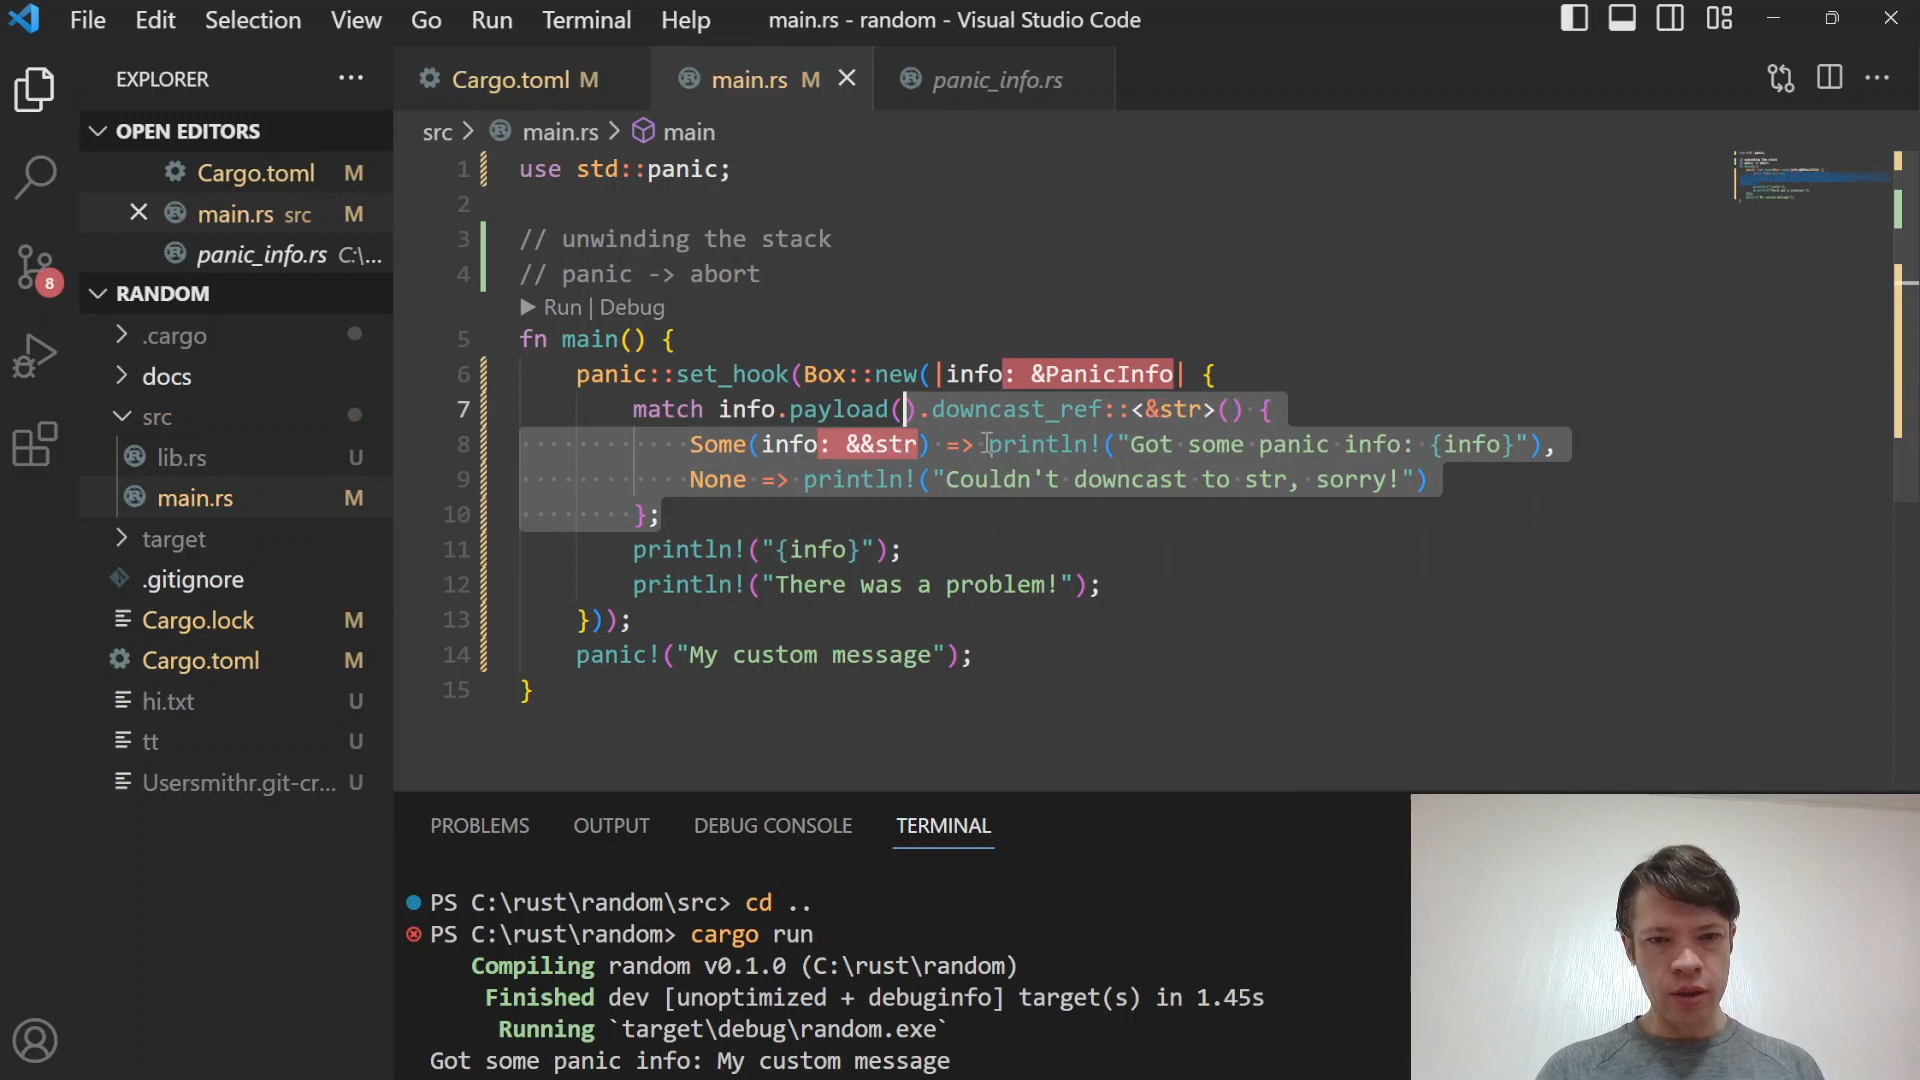 File Edit Selection View Go Run Terminal Help main.rs - random - Visual Studio Code
EXPLORER ···
OPEN EDITORS
Cargo.toml M
main.rs src M
panic_info.rs C:\...
RANDOM
.cargo
docs
src
lib.rs U
main.rs M
target
.gitignore
Cargo.lock M
Cargo.toml M
hi.txt U
tt U
Usersmithr.git-cr... U
8
Cargo.toml M main.rs M panic_info.rs
src > main.rs > main
1 use std::panic;
2
3 // unwinding the stack
4 // panic -> abort
Run | Debug
5 fn main() {
6 panic::set_hook(Box::new(|info: &PanicInfo| {
7 match info.payload().downcast_ref::<&str>() {
8 Some(info: &&str) => println!("Got some panic info: {info}"),
9 None => println!("Couldn't downcast to str, sorry!")
10 };
11 println!("{info}");
12 println!("There was a problem!");
13 }));
14 panic!("My custom message");
15 }
PROBLEMS OUTPUT DEBUG CONSOLE TERMINAL
PS C:\rust\random\src> cd ..
PS C:\rust\random> cargo run
Compiling random v0.1.0 (C:\rust\random)
Finished dev [unoptimized + debuginfo] target(s) in 1.45s
Running `target\debug\random.exe`
Got some panic info: My custom message